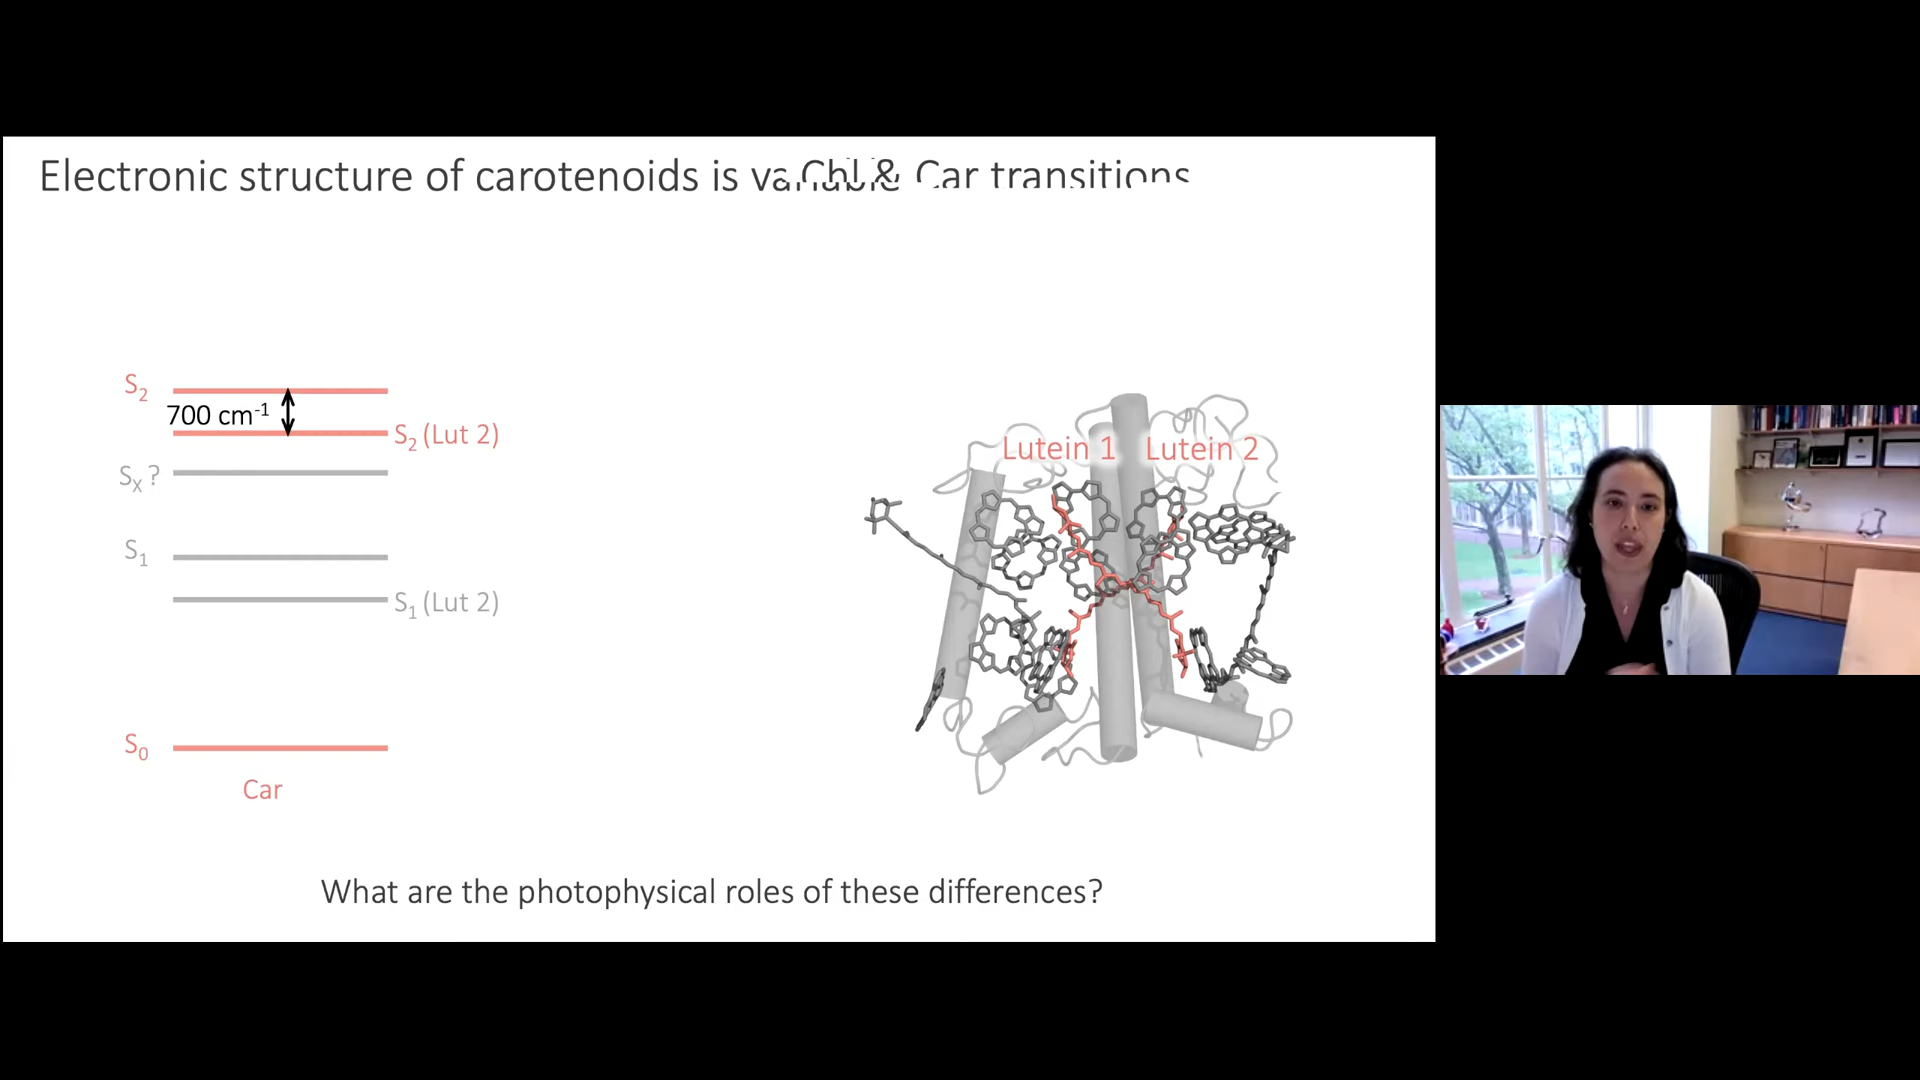 Electronic structure of carotenoids is Chl & Car transitions
S2
700 cm-1
S2 (Lut 2)
SX ?
S1
S1 (Lut 2)
S0
Car
Lutein 1
Lutein 2
What are the photophysical roles of these differences?